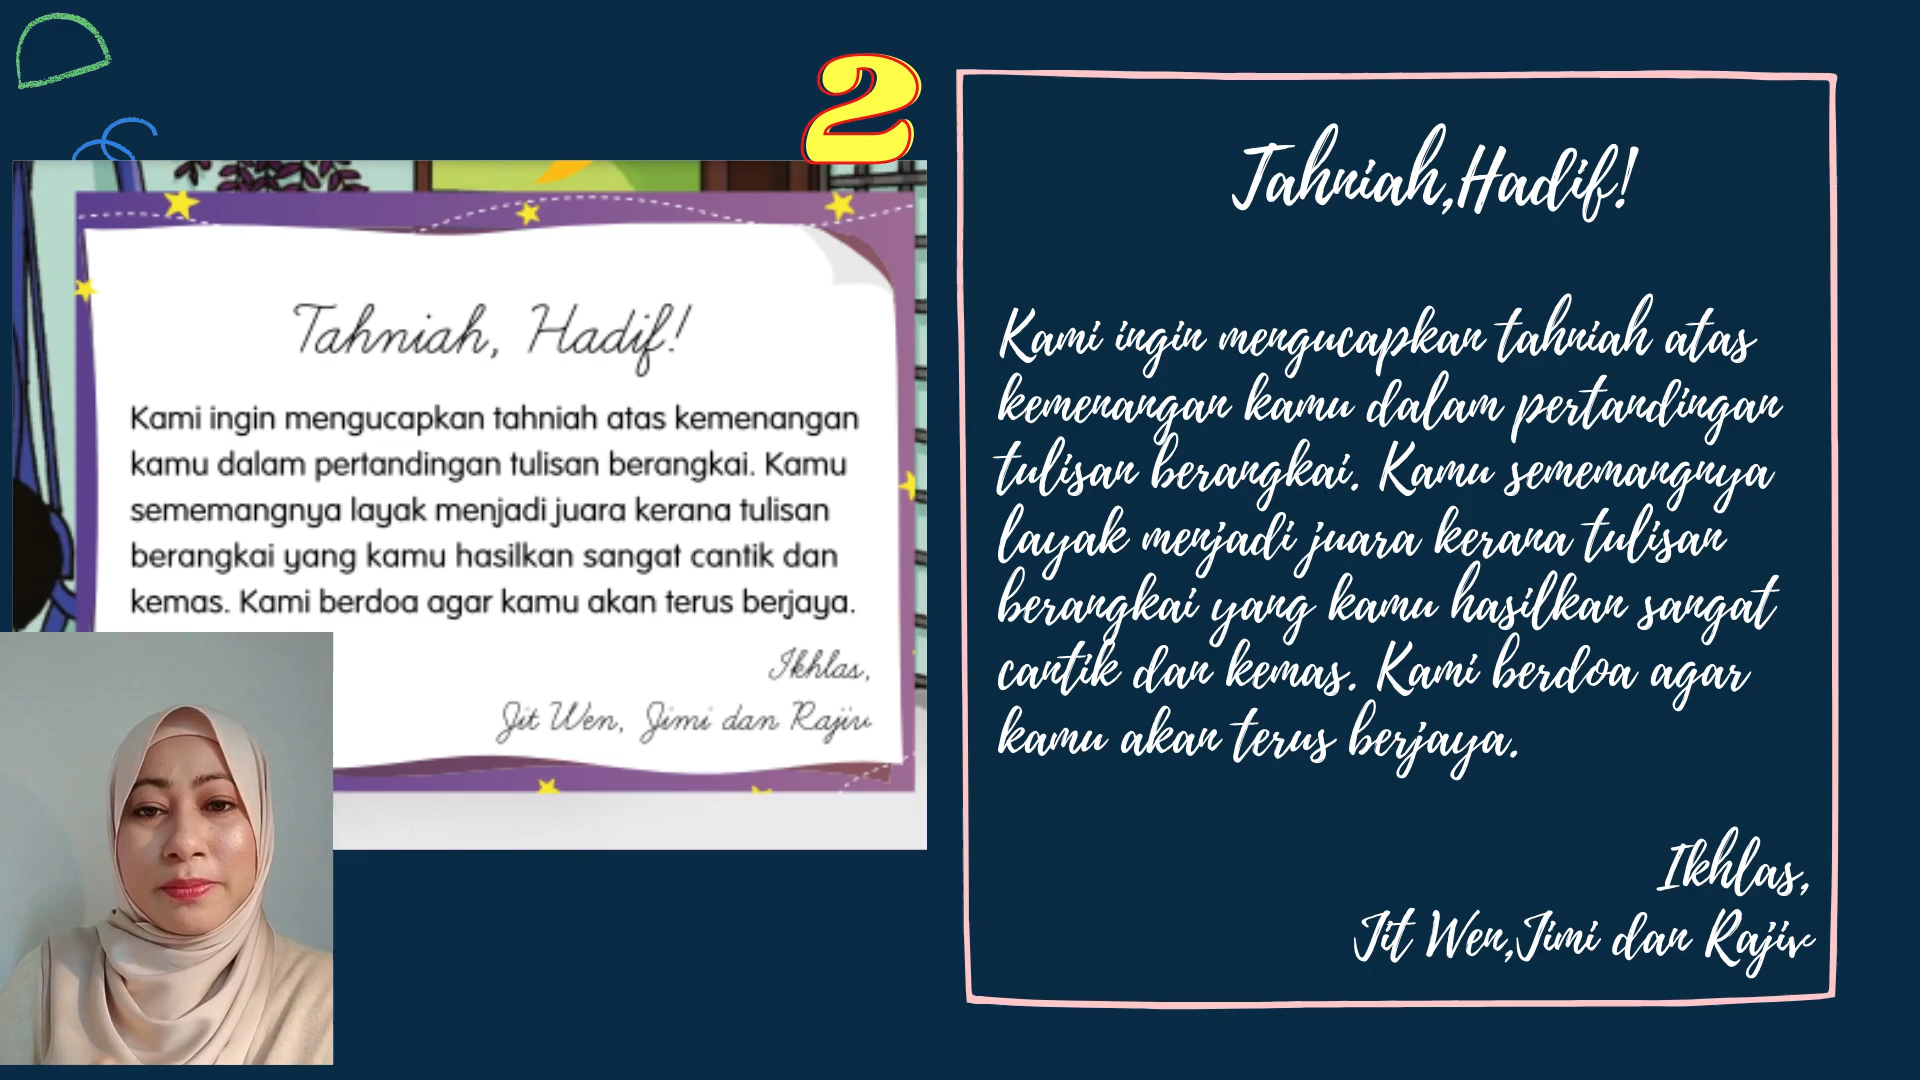 2
Tahniah, Hadif!
Kami ingin mengucapkan tahniah atas kemenangan
kamu dalam pertandingan tulisan berangkai. Kamu
sememangnya layak menjadi juara kerana tulisan
berangkai yang kamu hasilkan sangat cantik dan
kemas. Kami berdoa agar kamu akan terus berjaya.
Ikhlas,
Jit Wen, Jimi dan Rajiv
Tahniah,Hadif!
Kami ingin mengucapkan tahniah atas
kemenangan kamu dalam pertandingan
tulisan berangkai. Kamu sememangnya
layak menjadi juara kerana tulisan
berangkai yang kamu hasilkan sangat
cantik dan kemas. Kami berdoa agar
kamu akan terus berjaya.
Ikhlas,
Jit Wen,Jimi dan Rajiv